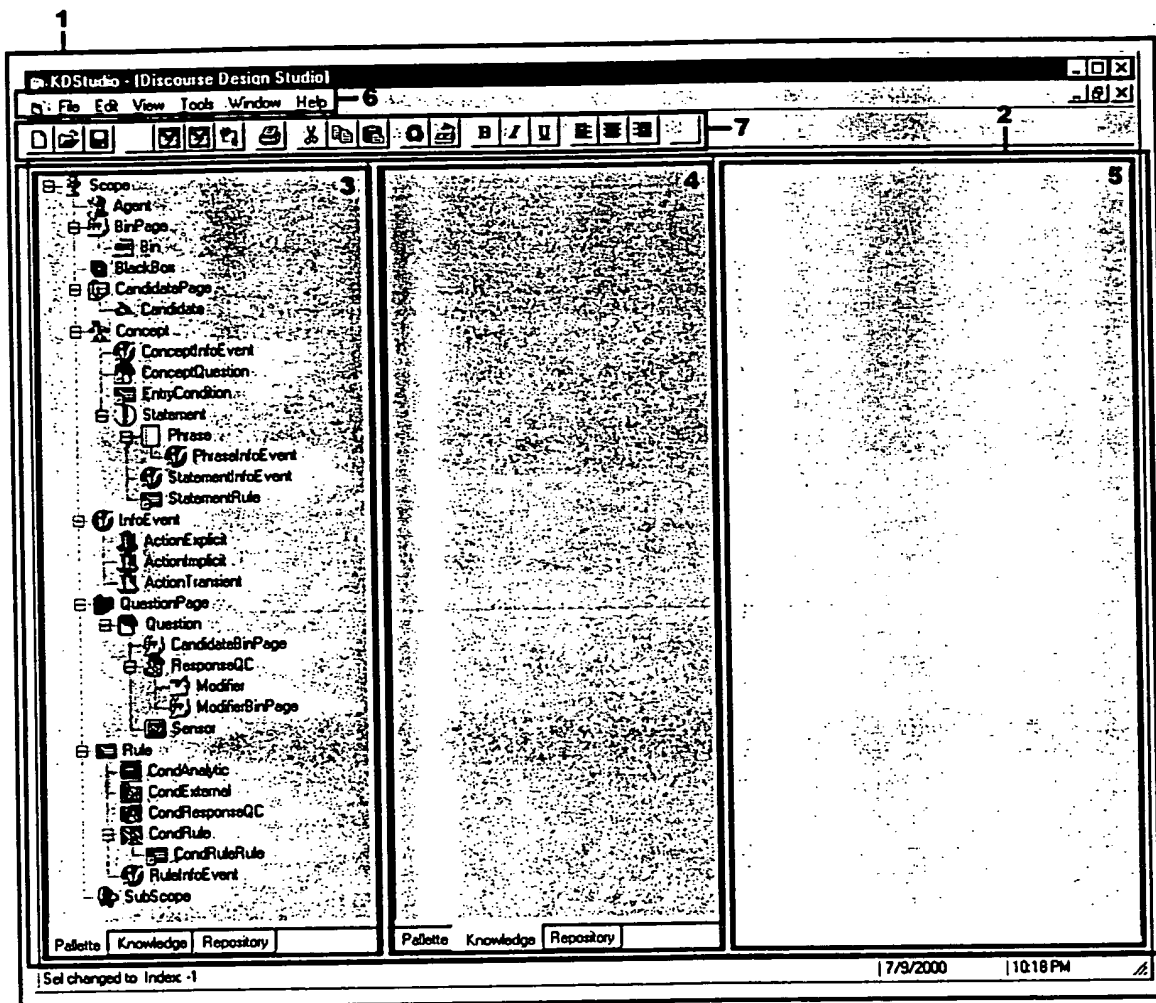 1
KDStudio - [Discourse Design Studio]
File Edit View Tools Window Help 6
B I U 7 2
3 4 5
Scope
Agent
BinPage
Bin
BlackBox
CandidatePage
Candidate
Concept
ConceptInfoEvent
ConceptQuestion
EntryCondition
Statement
Phrase
PhraseInfoEvent
StatementInfoEvent
StatementRule
InfoEvent
ActionExplicit
ActionImplicit
ActionTransient
QuestionPage
Question
CandidateBinPage
ResponseQC
Modifier
ModifierBinPage
Sensor
Rule
CondAnalytic
CondExternal
CondResponseQC
CondRule
CondRuleRule
RuleInfoEvent
SubScope
Pallette Knowledge Repository Pallette Knowledge Repository
Sel changed to Index -1 7/9/2000 10:18 PM